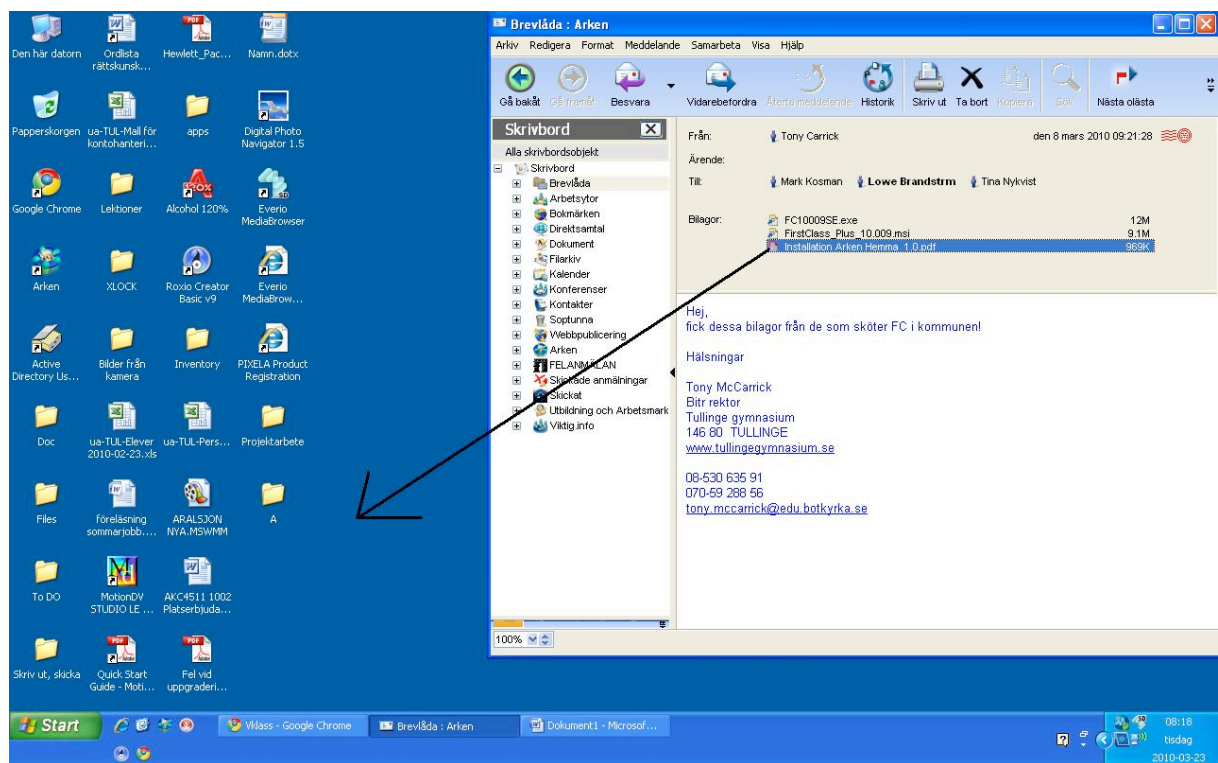 Den här datorn
Ordlista rättskunsk...
Hewlett_Pac...
Namn.dotx
Papperskorgen
ua-TUL-Mall för kontohanteri...
apps
Digital Photo Navigator 1.5
Google Chrome
Lektioner
Alcohol 120%
Everio MediaBrowser
Arken
XLOCK
Roxio Creator Basic v9
Everio MediaBrow...
Active Directory Us...
Bilder från kamera
Inventory
PIXELA Product Registration
Doc
ua-TUL-Elever 2010-02-23.xls
ua-TUL-Pers...
Projektarbete
Files
föreläsning sommarjobb....
ARALSJON NYA.MSWMM
A
To DO
MotionDV STUDIO LE ...
AKC4511 1002 Platserbjuda...
Skriv ut, skicka
Quick Start Guide - Moti...
Fel vid uppgraderi...
Brevlåda : Arken
Arkiv Redigera Format Meddelande Samarbeta Visa Hjälp
Gå bakåt Gå framåt Besvara Vidarebefordra Återta meddelande Historik Skriv ut Ta bort Kopiera Sök Nästa olästa
Skrivbord
Alla skrivbordsobjekt
Skrivbord
Brevlåda
Arbetsytor
Bokmärken
Direktsamtal
Dokument
Filarkiv
Kalender
Konferenser
Kontakter
Soptunna
Webbpublicering
Arken
FELANMÄLAN
Skickade anmälningar
Skickat
Utbildning och Arbetsmark
Viktig.info
100%
Från: Tony Carrick den 8 mars 2010 09:21:28
Ärende:
Till: Mark Kosman Lowe Brandstrm Tina Nykvist
Bilagor: FC10009SE.exe 12M
FirstClass_Plus_10.009.msi 9.1M
Installation Arken Hemma 1.0.pdf 969K
Hej,
fick dessa bilagor från de som sköter FC i kommunen!
Hälsningar
Tony McCarrick
Bitr rektor
Tullinge gymnasium
146 80 TULLINGE
www.tullingegymnasium.se
08-530 635 91
070-59 288 56
tony.mccarrick@edu.botkyrka.se
Start
Vklass - Google Chrome
Brevlåda : Arken
Dokument1 - Microsof...
08:18
tisdag
2010-03-23